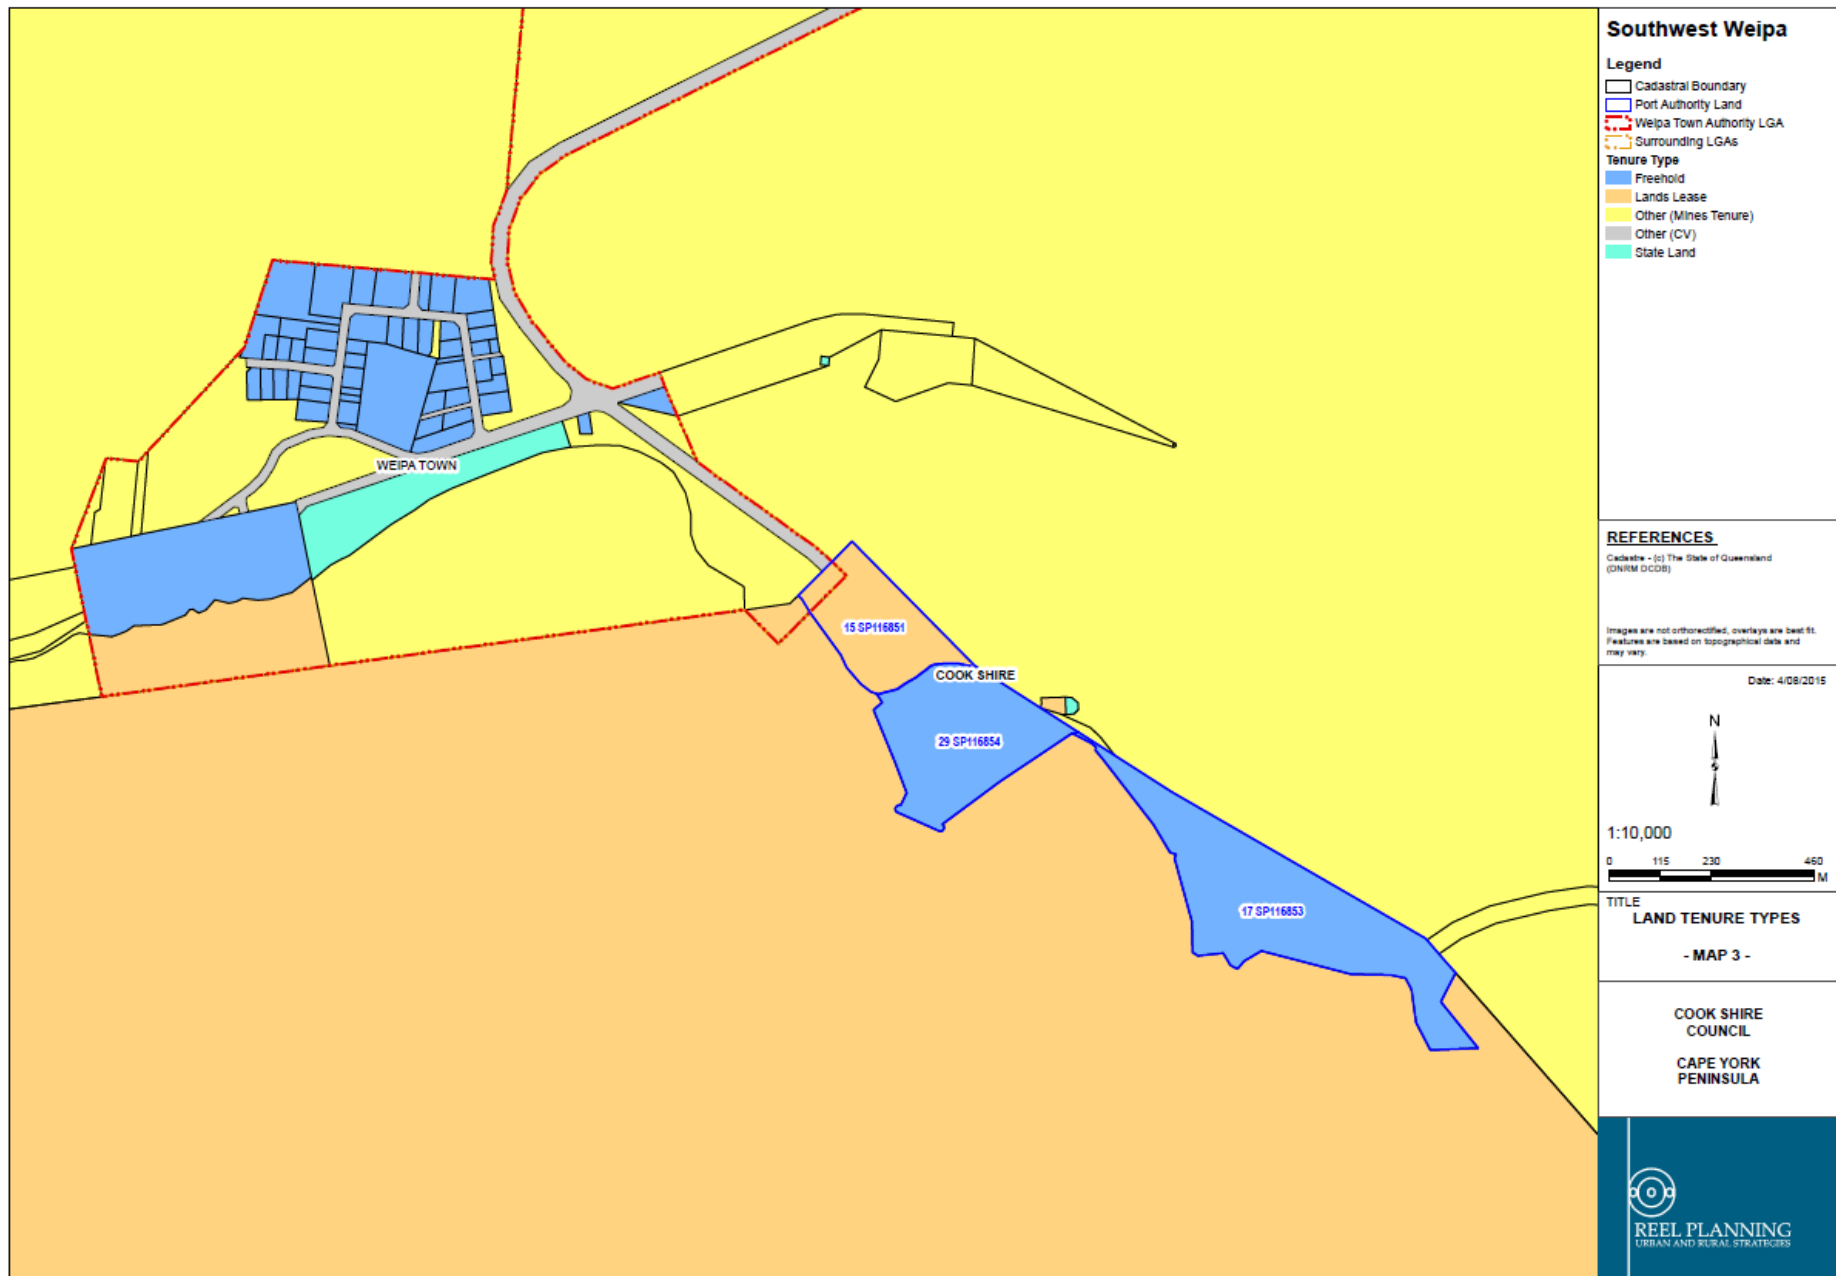 Southwest Weipa
Legend
Cadastral Boundary
Port Authority Land
Weipa Town Authority LGA
Surrounding LGAs
Tenure Type
Freehold
Lands Lease
Other (Mines Tenure)
Other (CV)
State Land
WEIPA TOWN
15 SP116851
COOK SHIRE
29 SP116854
17 SP116853
REFERENCES
Cadastre - (c) The State of Queensland
(DNRM DCDB)
Images are not orthorectified, overlays are best fit.
Features are based on topographical data and
may vary.
Date: 4/08/2015
N
1:10,000
0 115 230 460
M
TITLE
LAND TENURE TYPES
- MAP 3 -
COOK SHIRE
COUNCIL
CAPE YORK
PENINSULA
REEL PLANNING
URBAN AND RURAL STRATEGIES